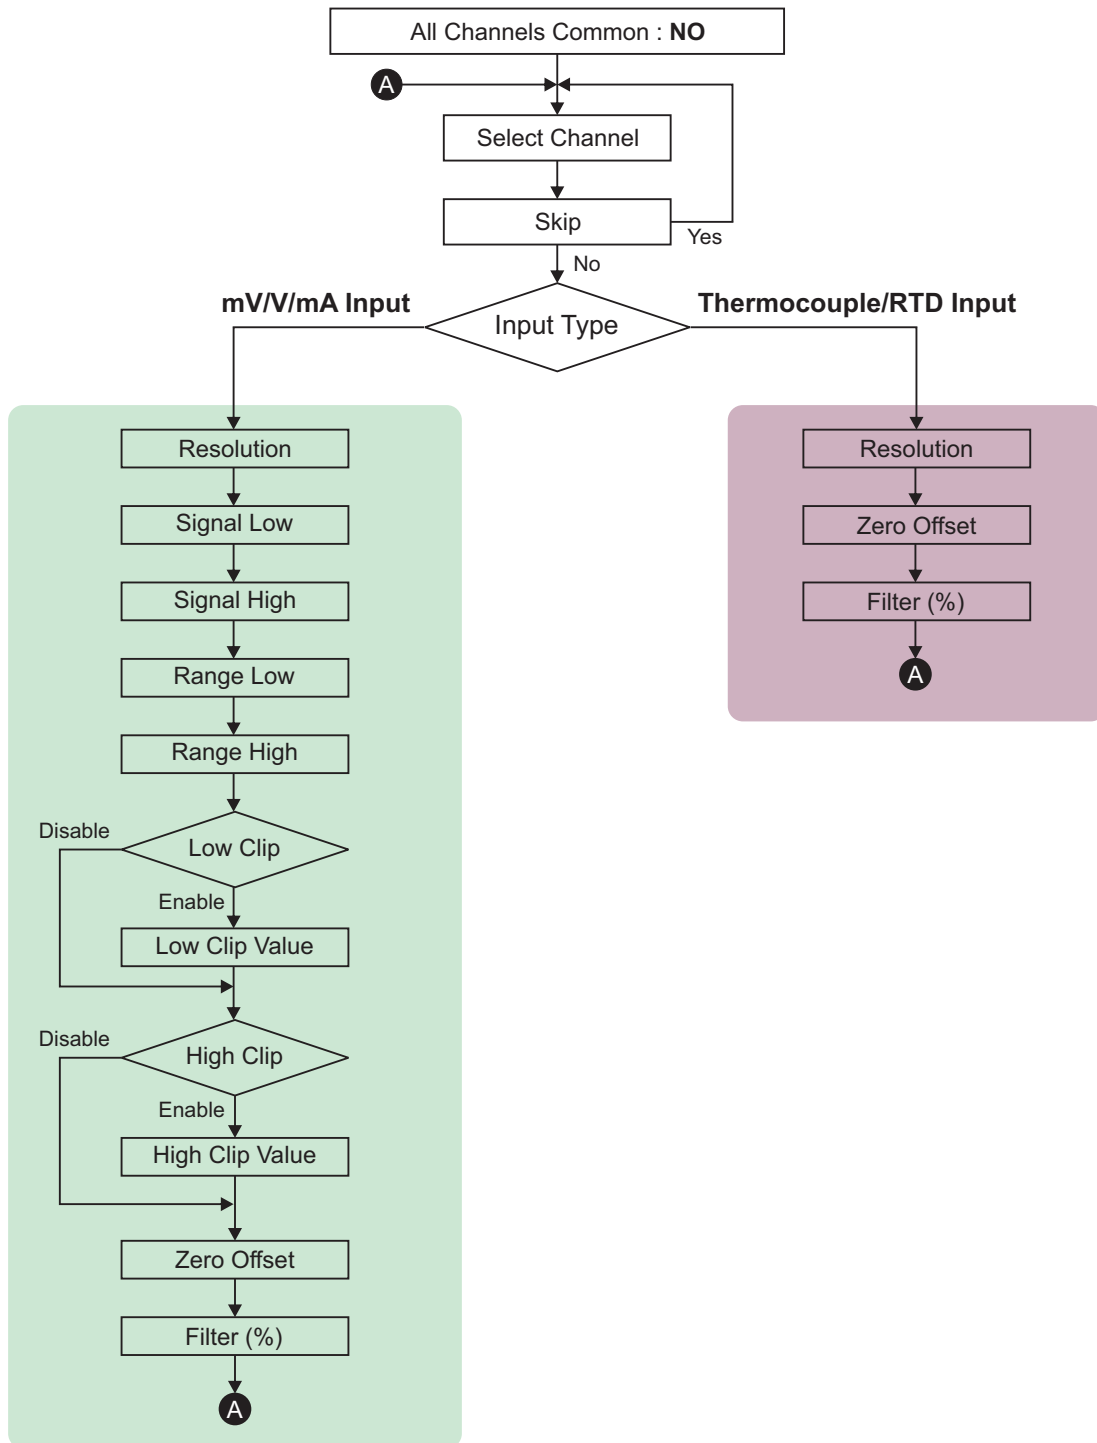 All Channels Common : NO
A
Select Channel
Skip
Yes
No
mV/V/mA Input
Thermocouple/RTD Input
Input Type
Resolution
Signal Low
Signal High
Range Low
Range High
Disable
Low Clip
Enable
Low Clip Value
Disable
High Clip
Enable
High Clip Value
Zero Offset
Filter (%)
A
Resolution
Zero Offset
Filter (%)
A